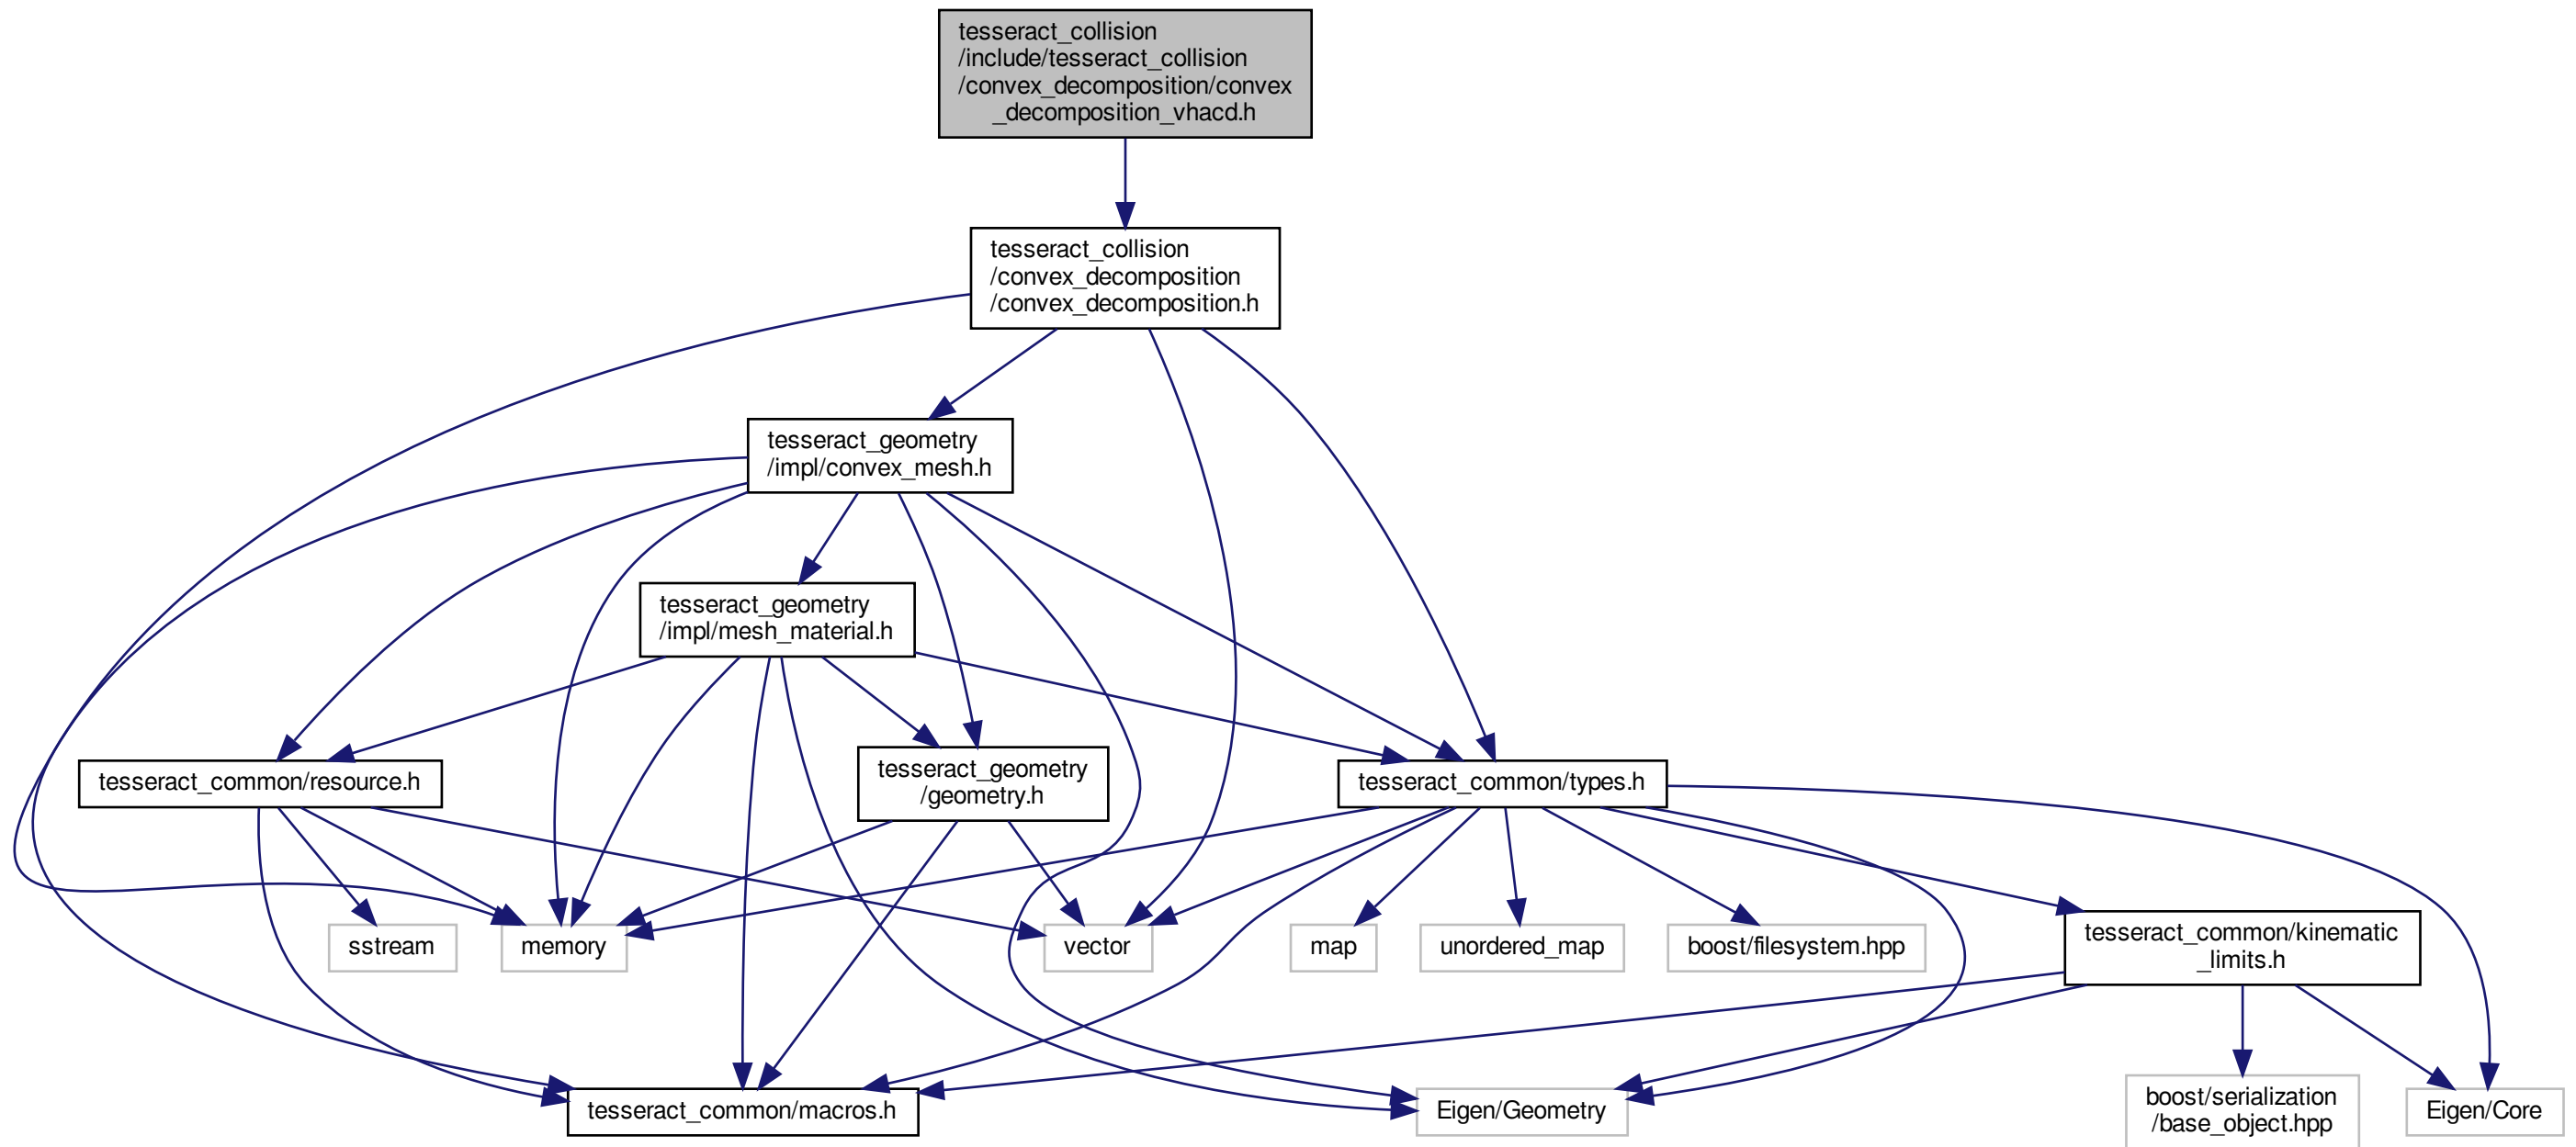 tesseract_collision
/include/tesseract_collision
/convex_decomposition/convex
_decomposition_vhacd.h
tesseract_collision
/convex_decomposition
/convex_decomposition.h
tesseract_geometry
/impl/convex_mesh.h
tesseract_geometry
/impl/mesh_material.h
tesseract_common/resource.h
tesseract_geometry
/geometry.h
tesseract_common/types.h
sstream
memory
vector
map
unordered_map
boost/filesystem.hpp
tesseract_common/kinematic
_limits.h
tesseract_common/macros.h
Eigen/Geometry
boost/serialization
/base_object.hpp
Eigen/Core